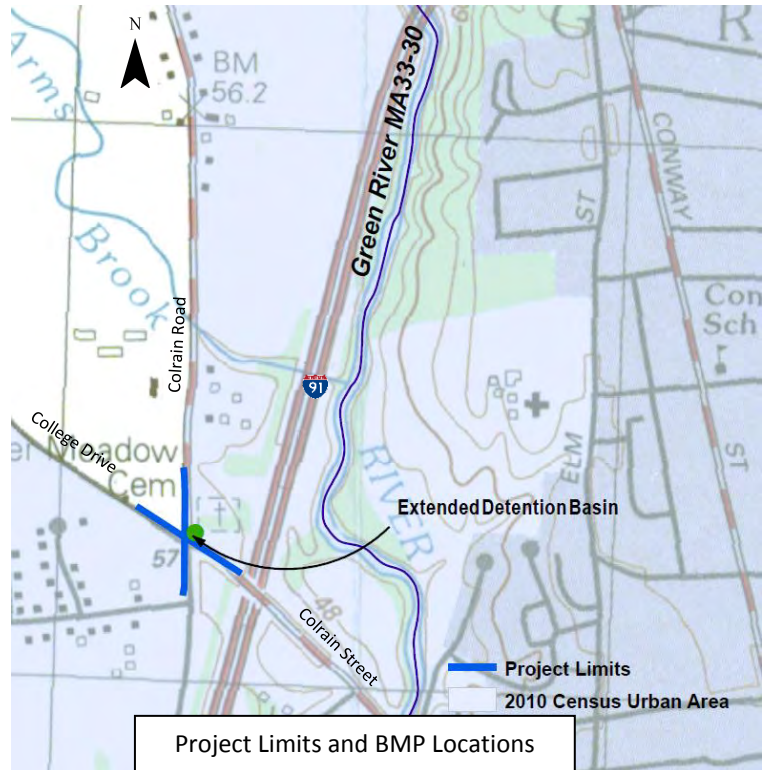 N
BM
56.2
Arms
Brook
Green River MA33-30
G R
CONWAY
ST
ST
Con
Sch
Colrain Road
91
College Drive
er Meadow
Cem
RIVER
ELM
Extended Detention Basin
57
48
Colrain Street
Project Limits
2010 Census Urban Area
Project Limits and BMP Locations